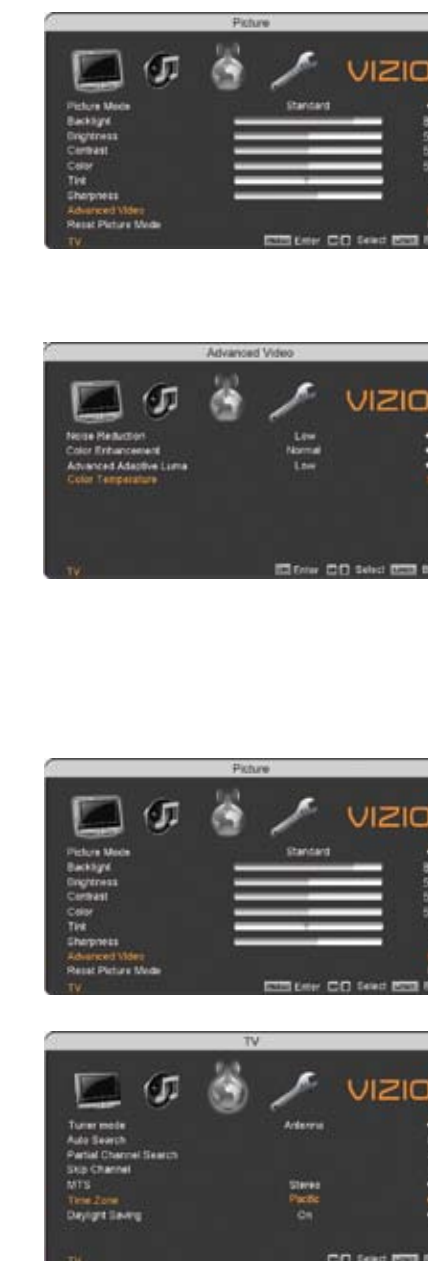 Picture
VIZIO
Picture Mode Standard
Backlight
Brightness
Contrast
Color
Tint
Sharpness
Advanced Video
Reset Picture Mode
TV Enter Select
Advanced Video
VIZIO
Noise Reduction Low
Color Enhancement Normal
Advanced Adaptive Luma Low
Color Temperature
TV Enter Select
Picture
VIZIO
Picture Mode Standard
Backlight
Brightness
Contrast
Color
Tint
Sharpness
Advanced Video
Reset Picture Mode
TV Enter Select
TV
VIZIO
Tuner mode Antenna
Auto Search
Partial Channel Search
Skip Channel
MTS Stereo
Time Zone Pacific
Daylight Saving On
TV Select